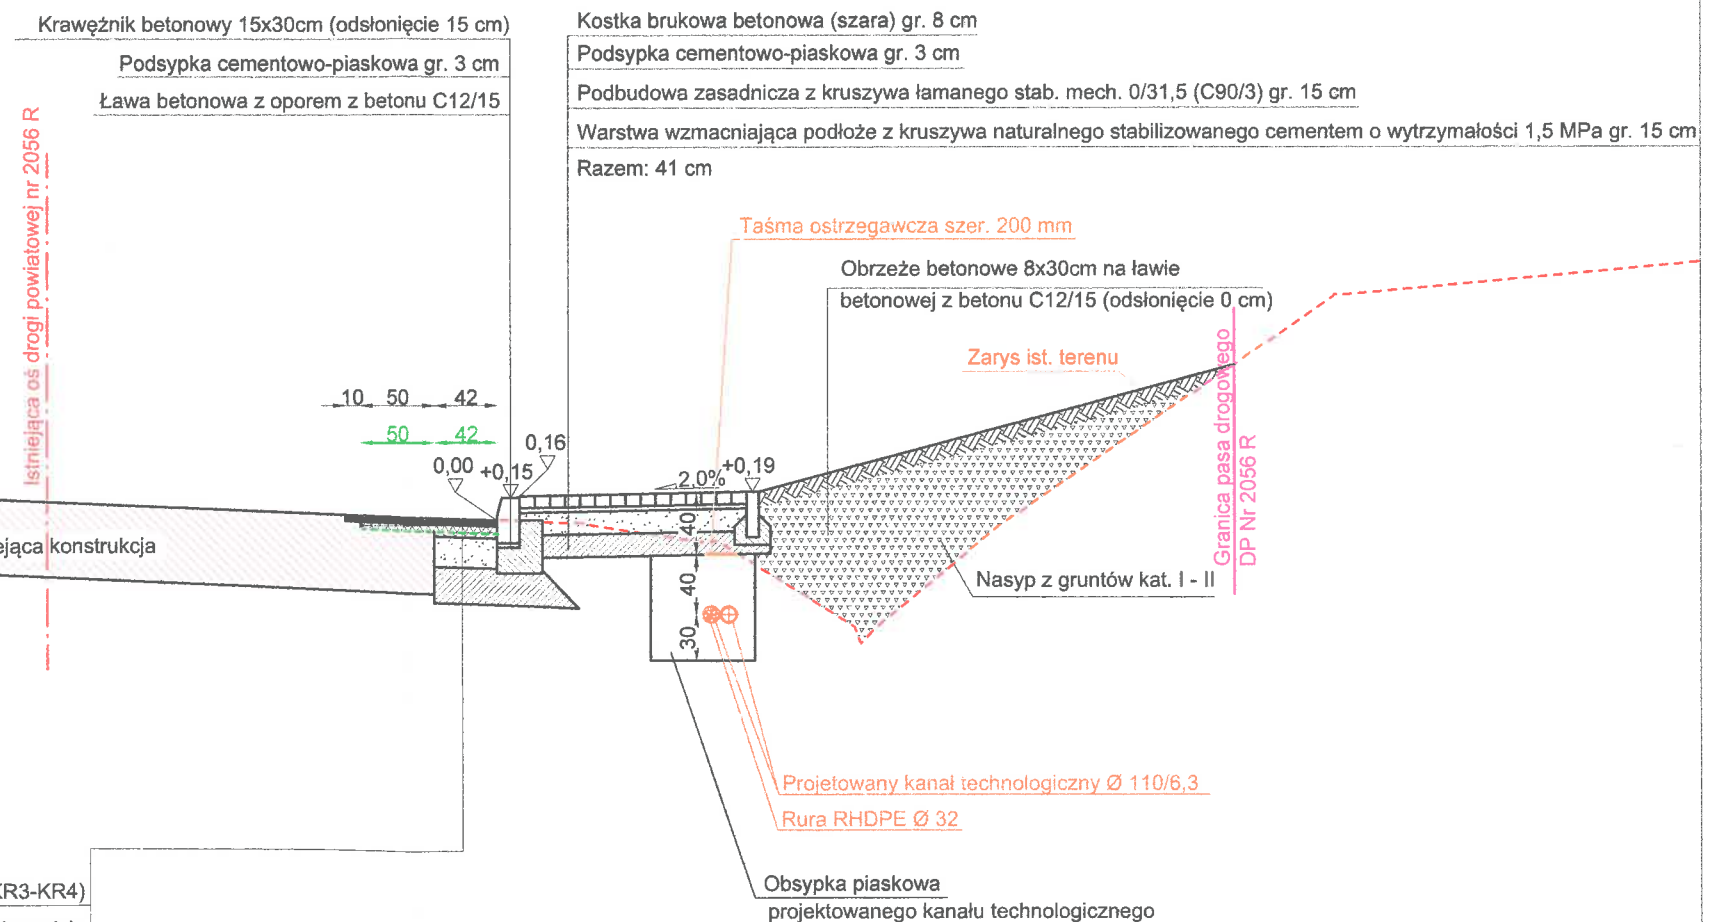 Krawężnik betonowy 15x30cm (odsłonięcie 15 cm)
Podsypka cementowo-piaskowa gr. 3 cm
Ława betonowa z oporem z betonu C12/15
Kostka brukowa betonowa (szara) gr. 8 cm
Podsypka cementowo-piaskowa gr. 3 cm
Podbudowa zasadnicza z kruszywa łamanego stab. mech. 0/31,5 (C90/3) gr. 15 cm
Warstwa wzmacniająca podłoże z kruszywa naturalnego stabilizowanego cementem o wytrzymałości 1,5 MPa gr. 15 cm
Razem: 41 cm
Istniejąca oś drogi powiatowej nr 2056 R
Taśma ostrzegawcza szer. 200 mm
Obrzeże betonowe 8x30cm na ławie
betonowej z betonu C12/15 (odsłonięcie 0 cm)
Zarys ist. terenu
Granica pasa drogowego
DP Nr 2056 R
10 50 42
50 42
0,00 +0,15 0,16
2,0% +0,19
40
40
30
konstrukcja
Nasyp z gruntów kat. I - II
Projetowany kanał technologiczny Ø 110/6,3
Rura RHDPE Ø 32
Obsypka piaskowa
projektowanego kanału technologicznego
KR3-KR4)